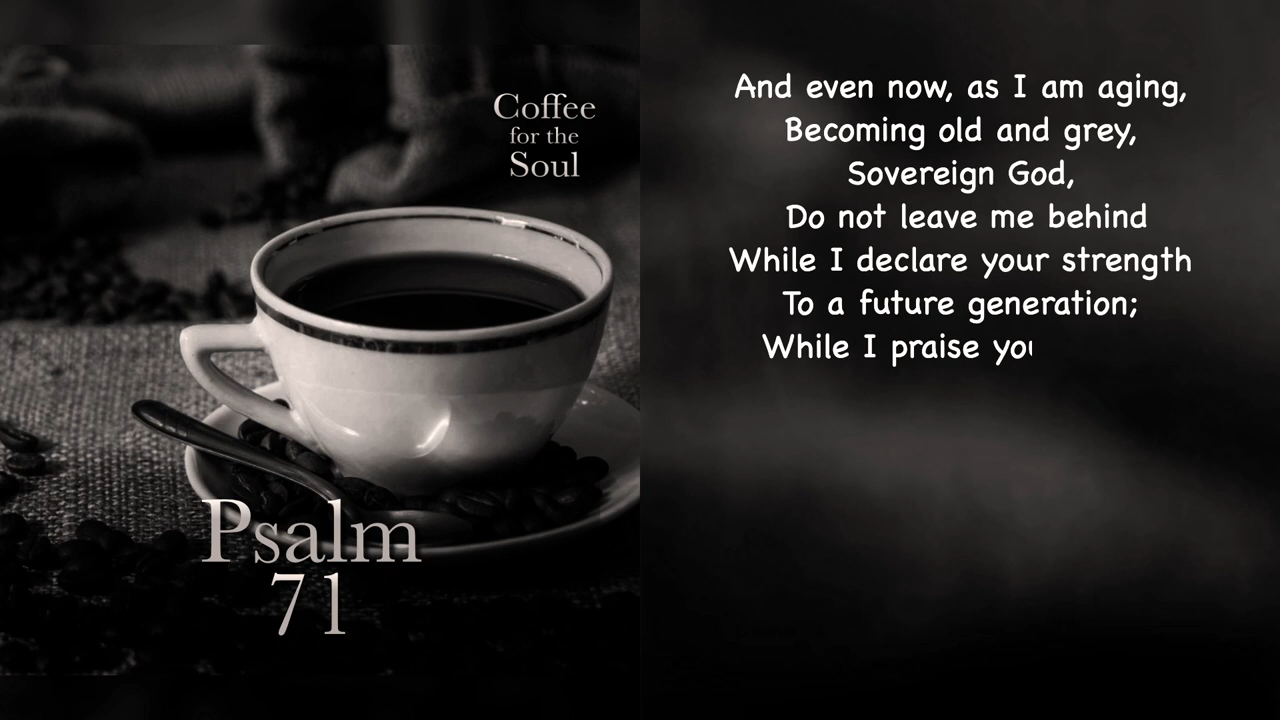 Coffee
for the
Soul
Psalm
71
And even now, as I am aging,
Becoming old and grey,
Sovereign God,
Do not leave me behind
While I declare your strength
To a future generation;
While I praise